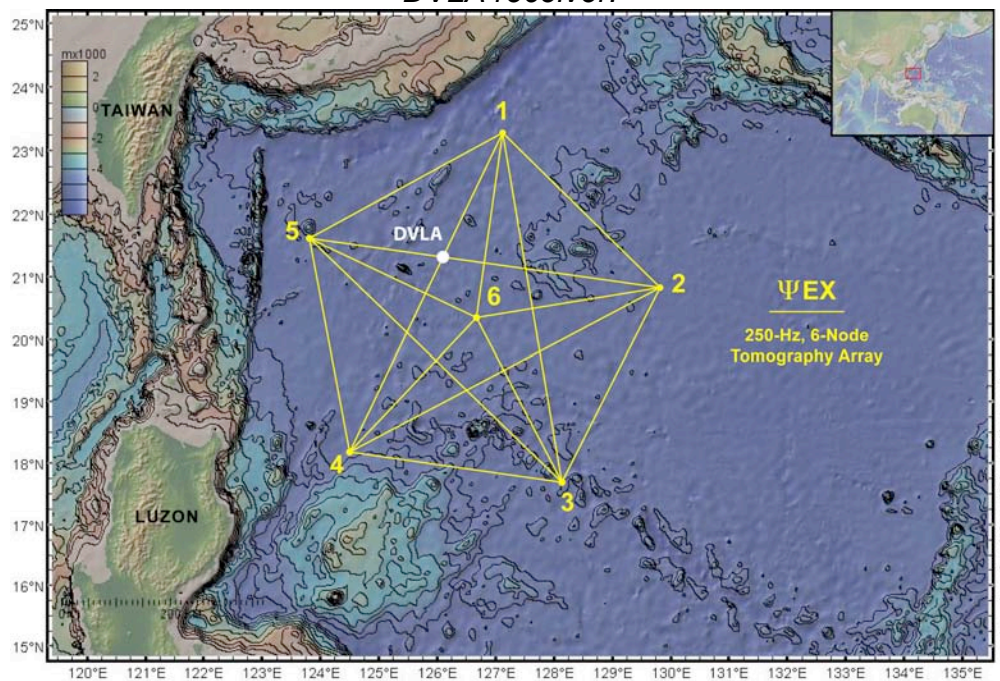 DVLA receiver.
25°N
24°N
23°N
22°N
21°N
20°N
19°N
18°N
17°N
16°N
15°N
mx1000
2
0
-2
-4
TAIWAN
LUZON
1
5
DVLA
2
6
4
3
ΨEX
250-Hz, 6-Node
Tomography Array
120°E 121°E 122°E 123°E 124°E 125°E 126°E 127°E 128°E 129°E 130°E 131°E 132°E 133°E 134°E 135°E